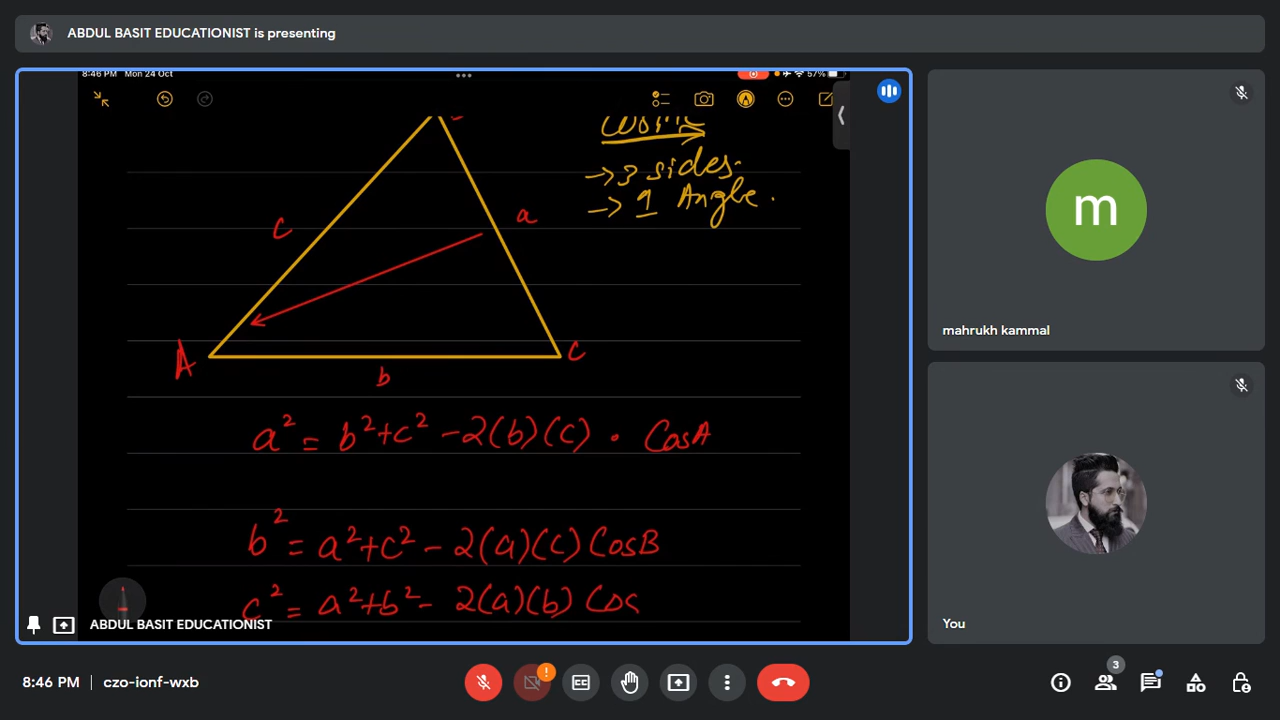 ABDUL BASIT EDUCATIONIST is presenting
8:46 PM Mon 24 Oct
57%
→ 3 sides.
→ 1 Angle.
c
a
A
C
b
a² = b²+c² -2(b)(c) · CosA
b² = a²+c² - 2(a)(c) CosB
c² = a²+b² - 2(a)(b) Cos
ABDUL BASIT EDUCATIONIST
m
mahrukh kammal
You
8:46 PM | czo-ionf-wxb
CC
3